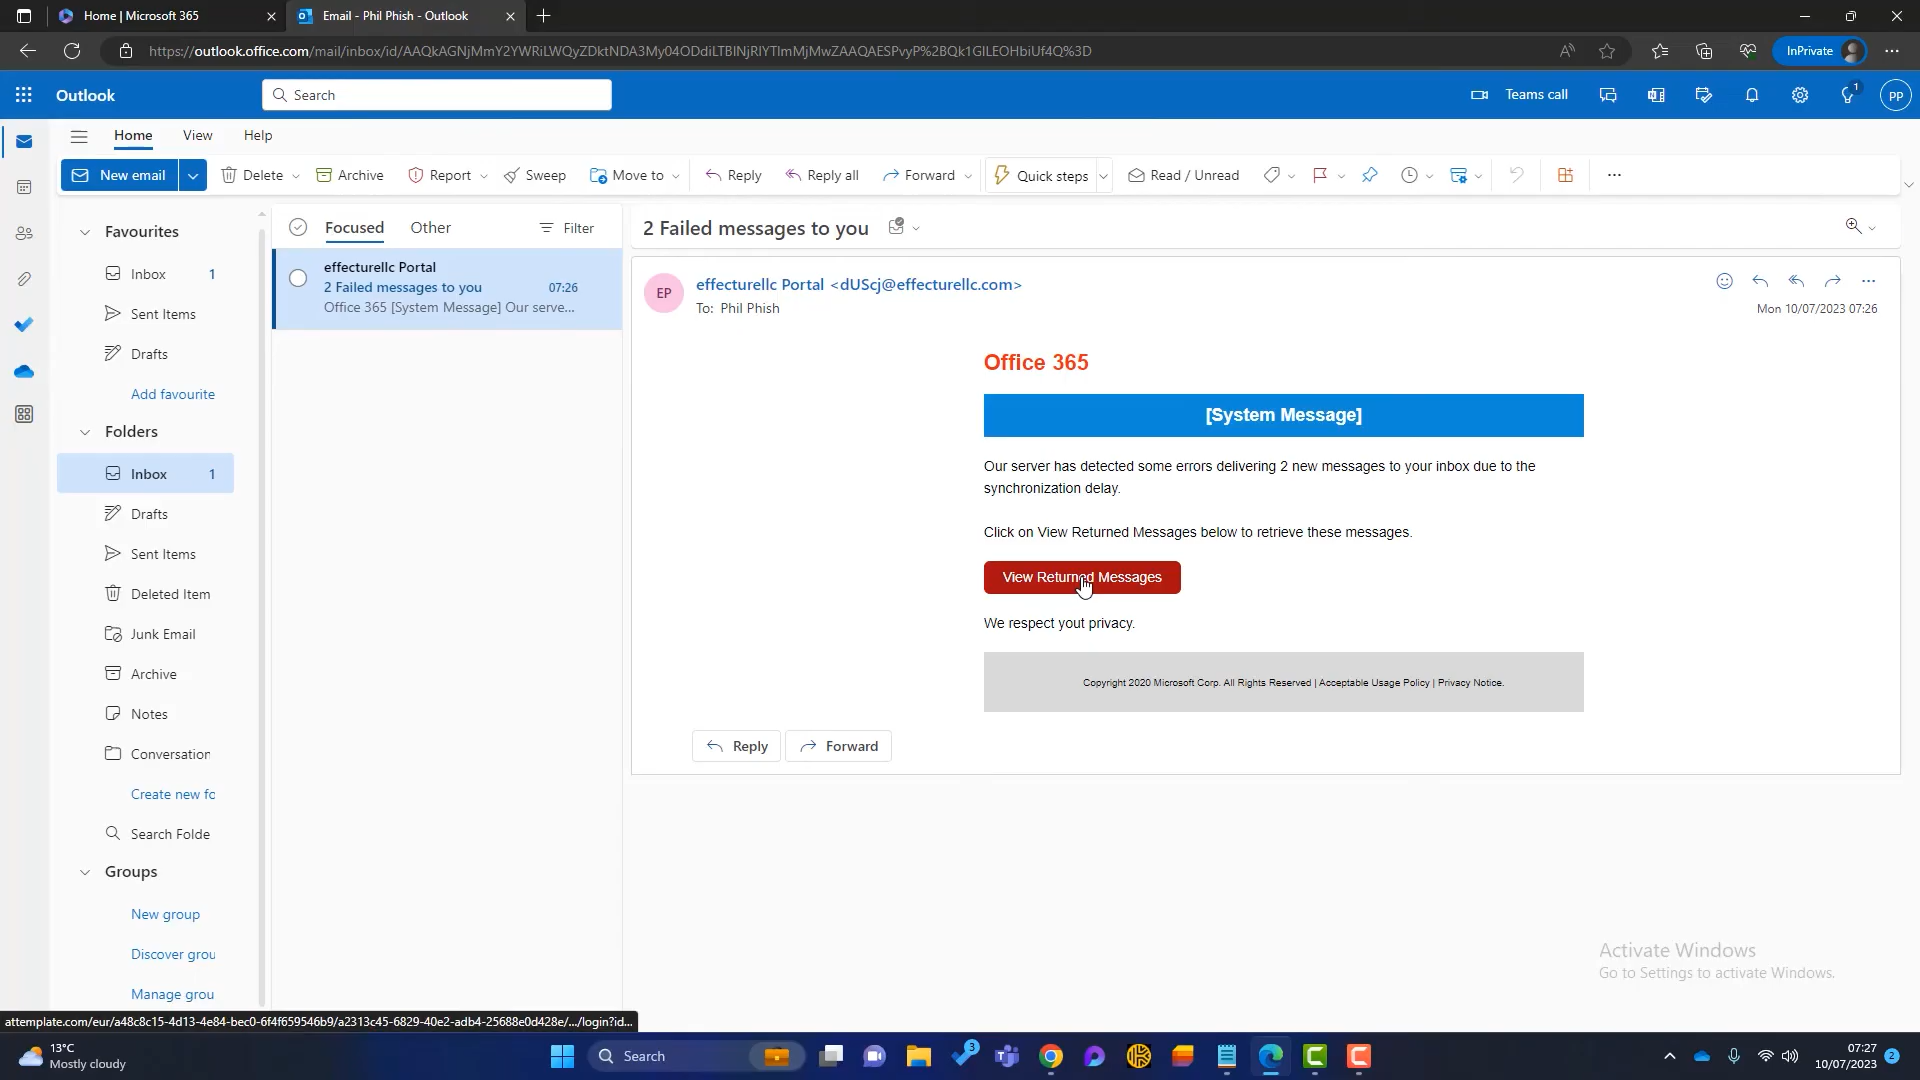 Home | Microsoft 365
Email - Phil Phish - Outlook
https://outlook.office.com/mail/inbox/id/AAQkAGNjMmY2YWRiLWQyZDktNDA3My04ODdiLTBlNjRlYTlmMjMwZAAQAESPvyP%2BQk1GlLEOHbiUf4Q%3D
InPrivate
Outlook
Search
Teams call
1
PP
Home
View
Help
New email
Delete
Archive
Report
Sweep
Move to
Reply
Reply all
Forward
Quick steps
Read / Unread
Favourites
Inbox 1
Sent Items
Drafts
Add favourite
Folders
Inbox 1
Drafts
Sent Items
Deleted Item
Junk Email
Archive
Notes
Conversation
Create new fo
Search Folde
Groups
New group
Discover grou
Manage grou
Focused
Other
Filter
effecturellc Portal
2 Failed messages to you 07:26
Office 365 [System Message] Our serve...
2 Failed messages to you
EP
effecturellc Portal <dUScj@effecturellc.com>
To: Phil Phish
Mon 10/07/2023 07:26
Office 365
[System Message]
Our server has detected some errors delivering 2 new messages to your inbox due to the
synchronization delay.
Click on View Returned Messages below to retrieve these messages.
View Returned Messages
We respect yout privacy.
Copyright 2020 Microsoft Corp. All Rights Reserved | Acceptable Usage Policy | Privacy Notice.
Reply
Forward
Activate Windows
Go to Settings to activate Windows.
attemplate.com/eur/a48c8c15-4d13-4e84-bec0-6f4f659546b9/a2313c45-6829-40e2-adb4-25688e0d428e/.../login?id...
13°C
Mostly cloudy
Search
3
07:27
10/07/2023
2